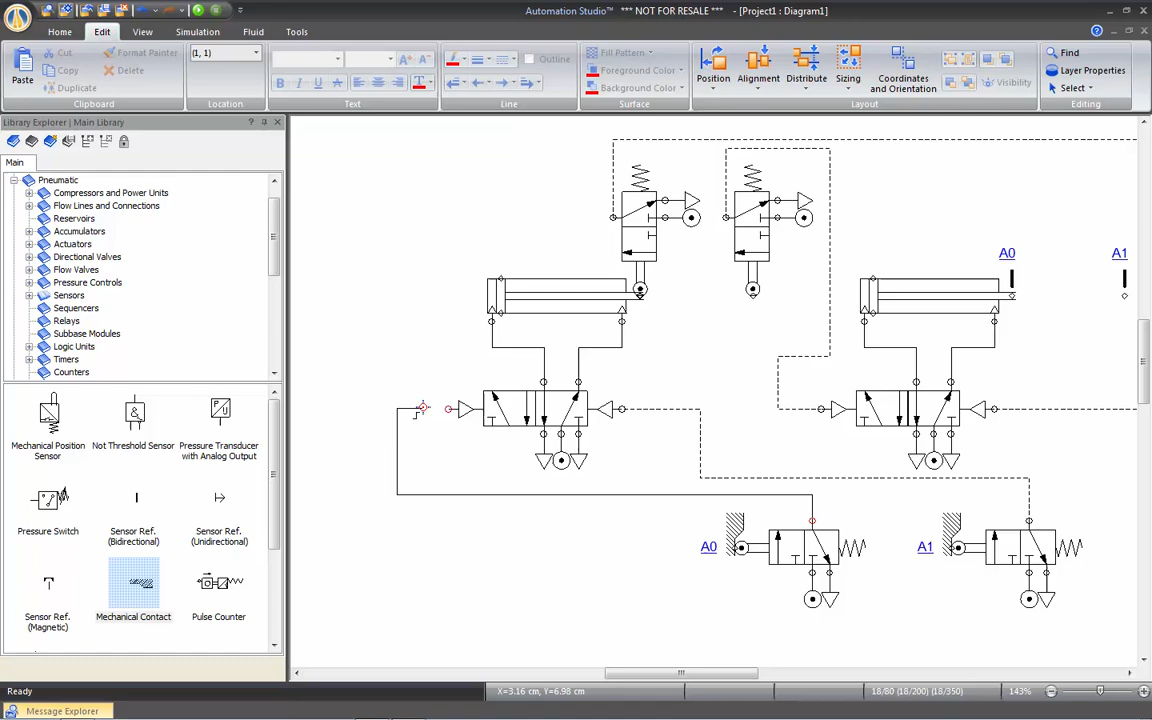 Automation Studio™ *** NOT FOR RESALE *** - [Project1 : Diagram1]
Home Edit View Simulation Fluid Tools
Paste
Cut
Copy
Duplicate
Format Painter
Delete
Clipboard
(1, 1)
Location
B I U A
Text
Outline
Line
Fill Pattern
Foreground Color
Background Color
Surface
Position
Alignment
Distribute
Sizing
Coordinates
and Orientation
Visibility
Layout
Find
Layer Properties
Select
Editing
Library Explorer | Main Library
Main
Pneumatic
Compressors and Power Units
Flow Lines and Connections
Reservoirs
Accumulators
Actuators
Directional Valves
Flow Valves
Pressure Controls
Sensors
Sequencers
Relays
Subbase Modules
Logic Units
Timers
Counters
Mechanical Position
Sensor
Not Threshold Sensor
Pressure Transducer
with Analog Output
Pressure Switch
Sensor Ref.
(Bidirectional)
Sensor Ref.
(Unidirectional)
Sensor Ref.
(Magnetic)
Mechanical Contact
Pulse Counter
A0
A1
A0
A1
Ready
X=3.16 cm, Y=6.98 cm
18/80 (18/200) (18/350)
143%
Message Explorer